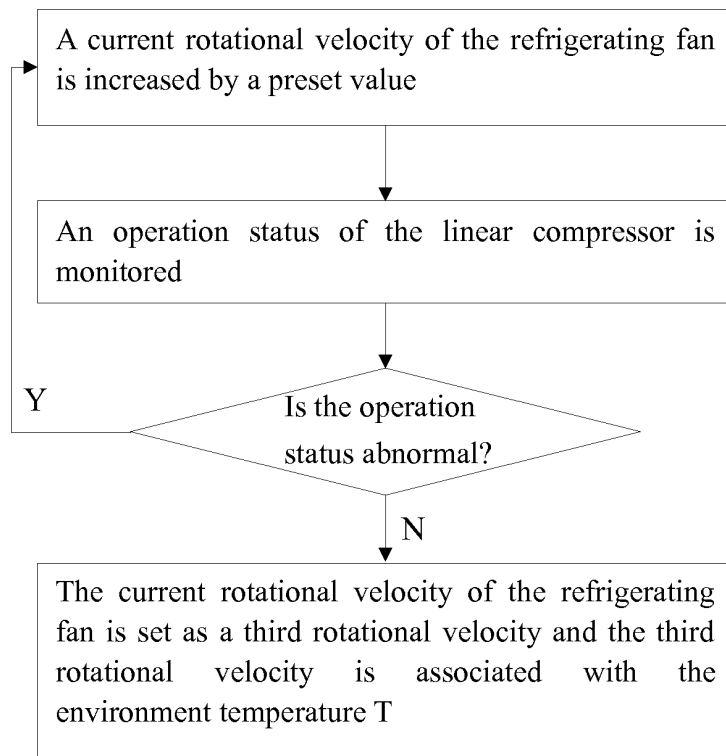 A current rotational velocity of the refrigerating fan
is increased by a preset value
An operation status of the linear compressor is
monitored
Y
Is the operation
status abnormal?
N
The current rotational velocity of the refrigerating
fan is set as a third rotational velocity and the third
rotational velocity is associated with the
environment temperature T